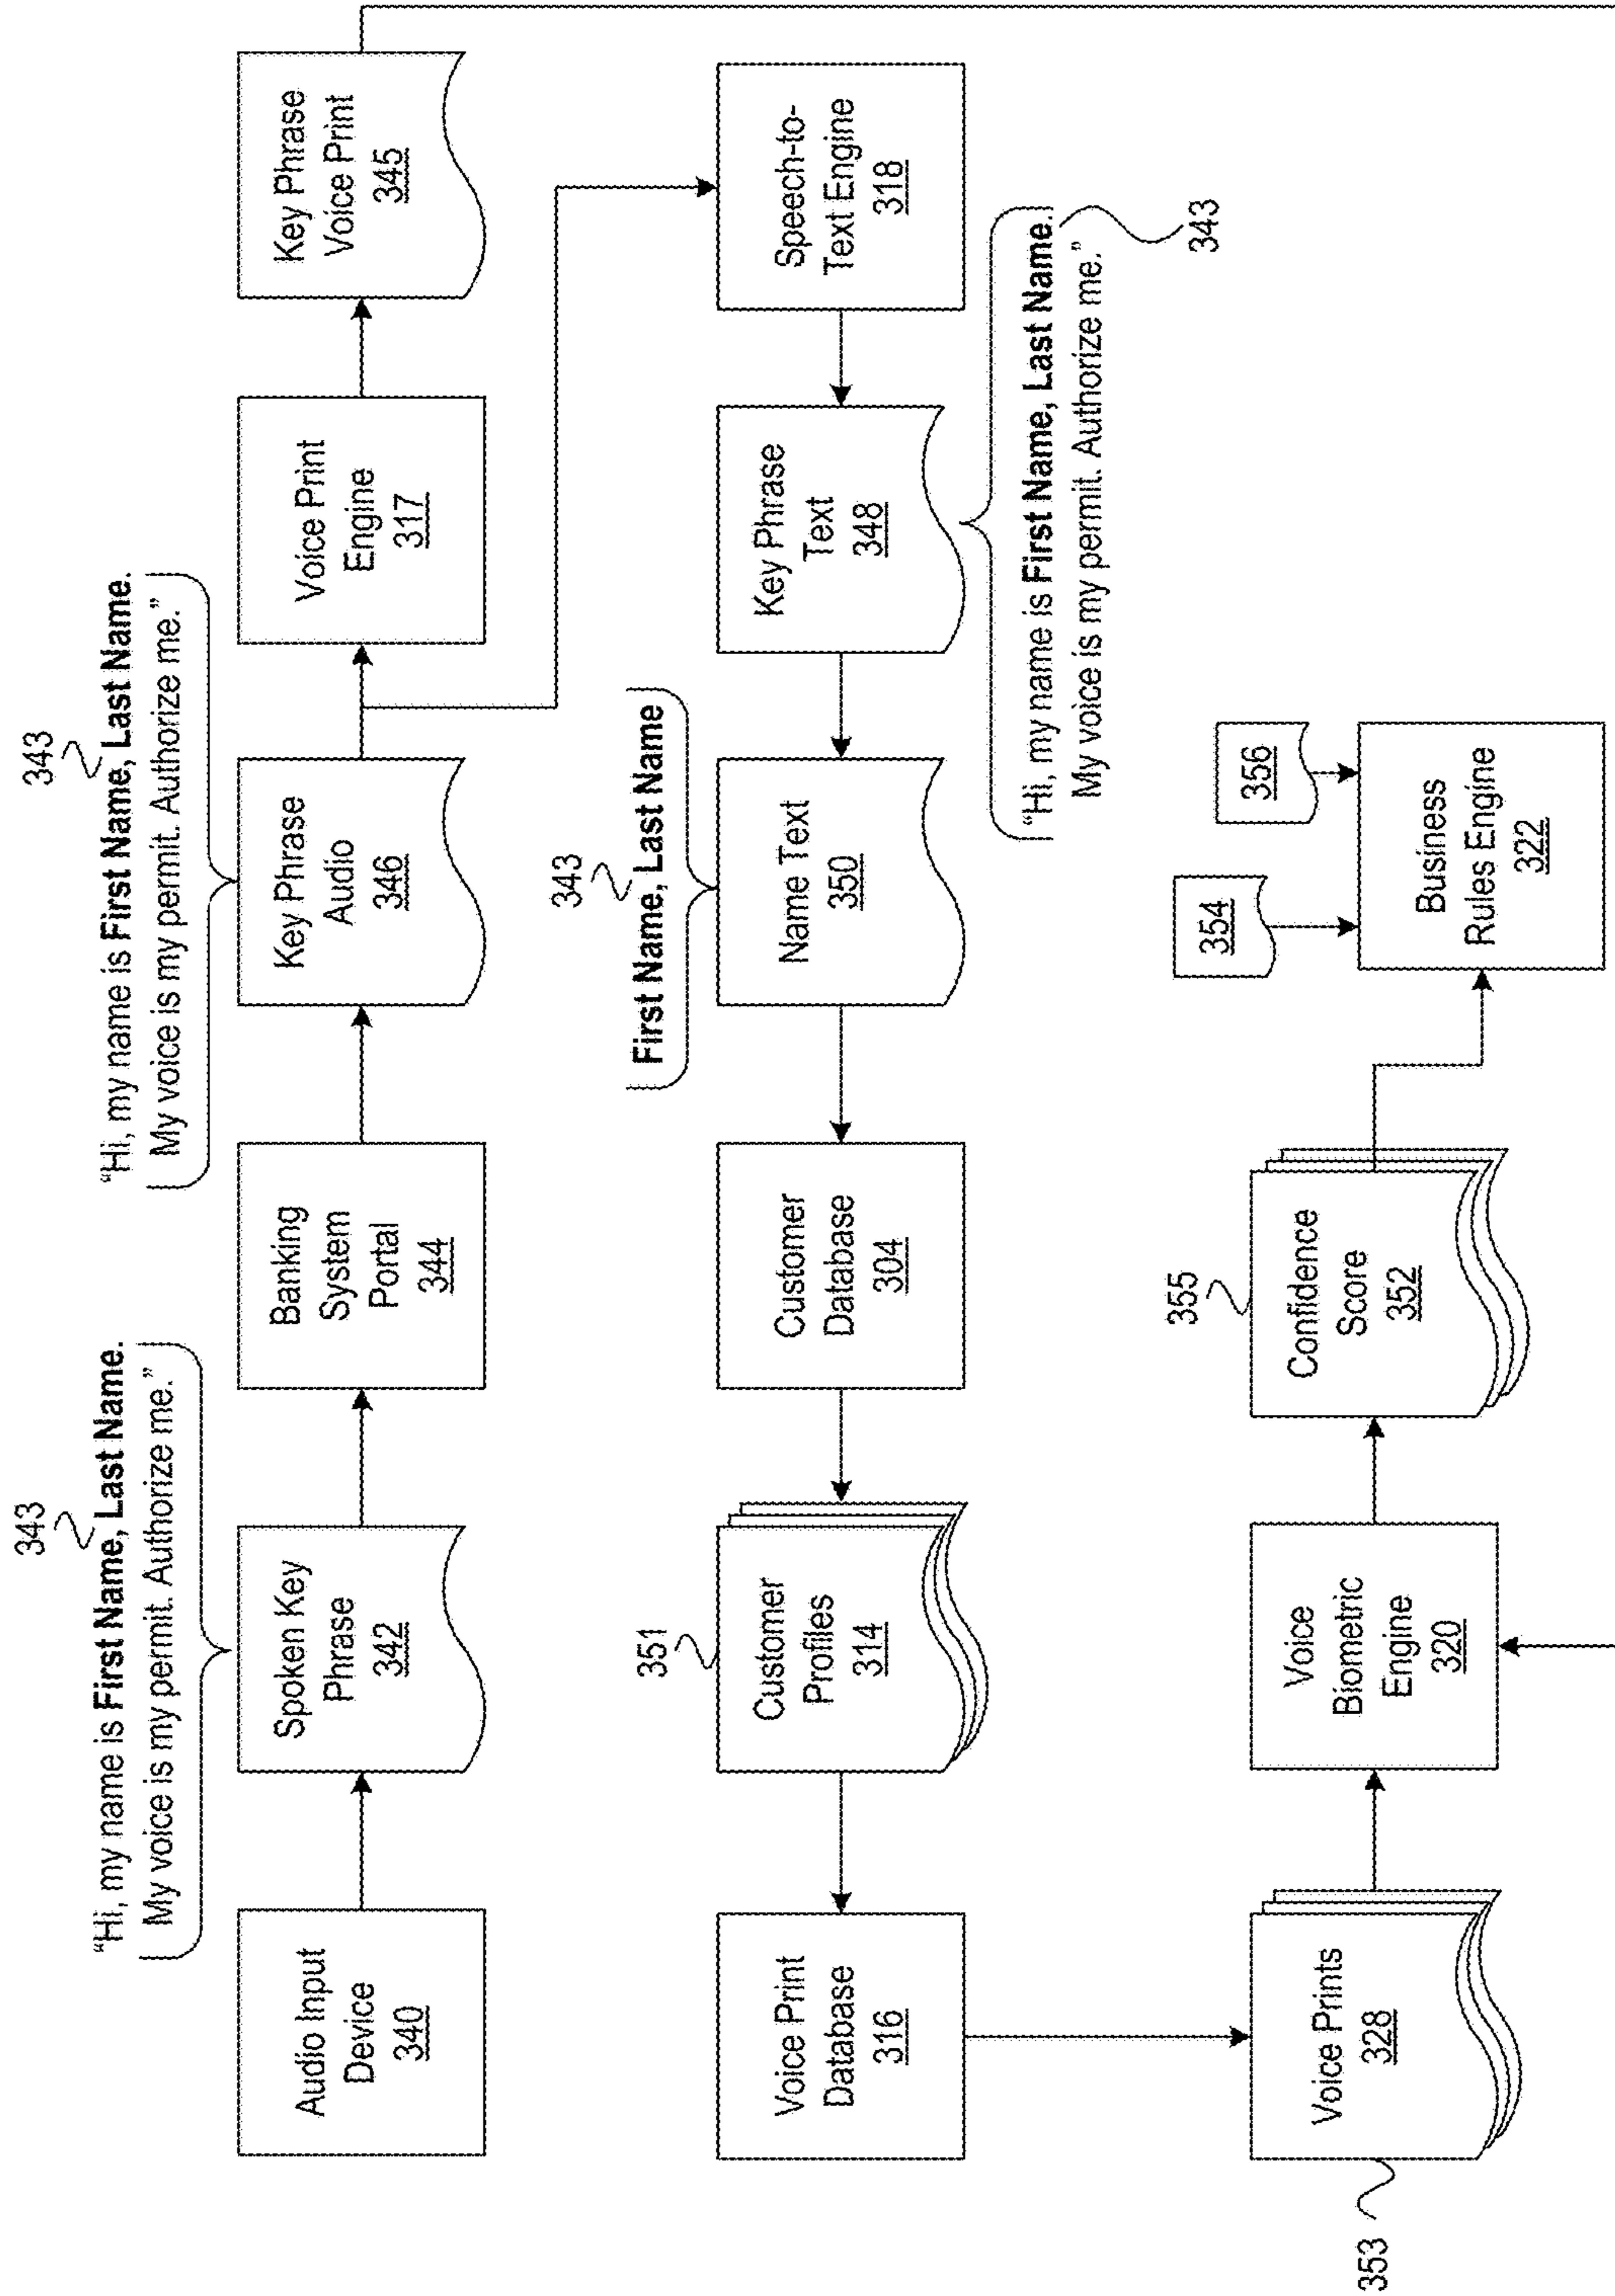 343
“Hi, my name is First Name, Last Name.
My voice is my permit. Authorize me.”
343
“Hi, my name is First Name, Last Name.
My voice is my permit. Authorize me.”
Audio Input
Device
340
Spoken Key
Phrase
342
Banking
System
Portal
344
Key Phrase
Audio
346
Voice Print
Engine
317
Key Phrase
Voice Print
345
351
343
First Name, Last Name
Voice Print
Database
316
Customer
Profiles
314
Customer
Database
304
Name Text
350
Key Phrase
Text
348
Speech-to-
Text Engine
318
“Hi, my name is First Name, Last Name.
My voice is my permit. Authorize me.”
343
353
Voice Prints
328
Voice
Biometric
Engine
320
355
Confidence
Score
352
354
356
Business
Rules Engine
322